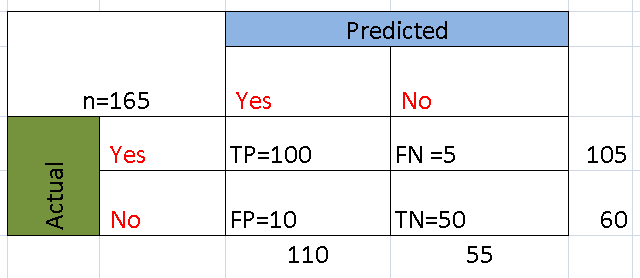 Predicted
n=165 Yes No
Actual
Yes TP=100 FN =5 105
No FP=10 TN=50 60
110 55